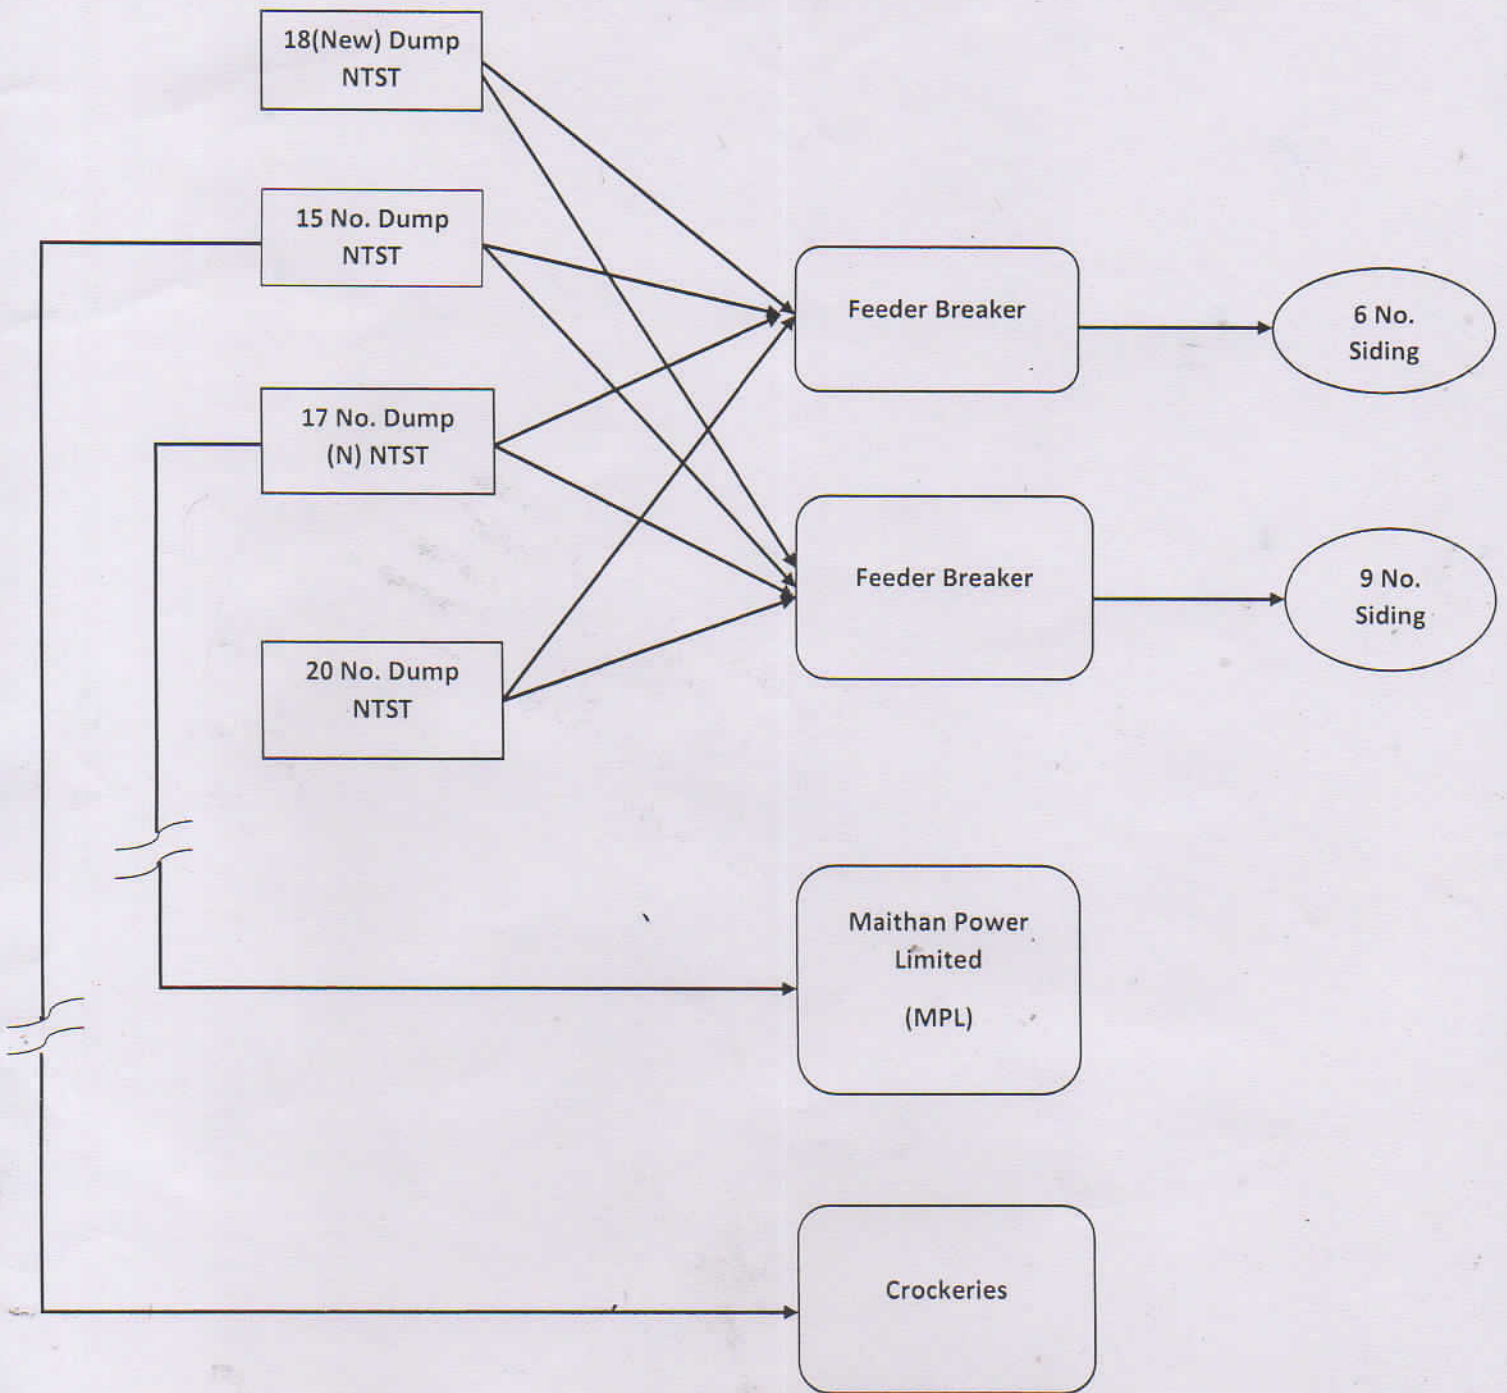 18(New) Dump
NTST
15 No. Dump
NTST
Feeder Breaker
6 No.
Siding
17 No. Dump
(N) NTST
Feeder Breaker
9 No.
Siding
20 No. Dump
NTST
Maithan Power
Limited
(MPL)
Crockeries